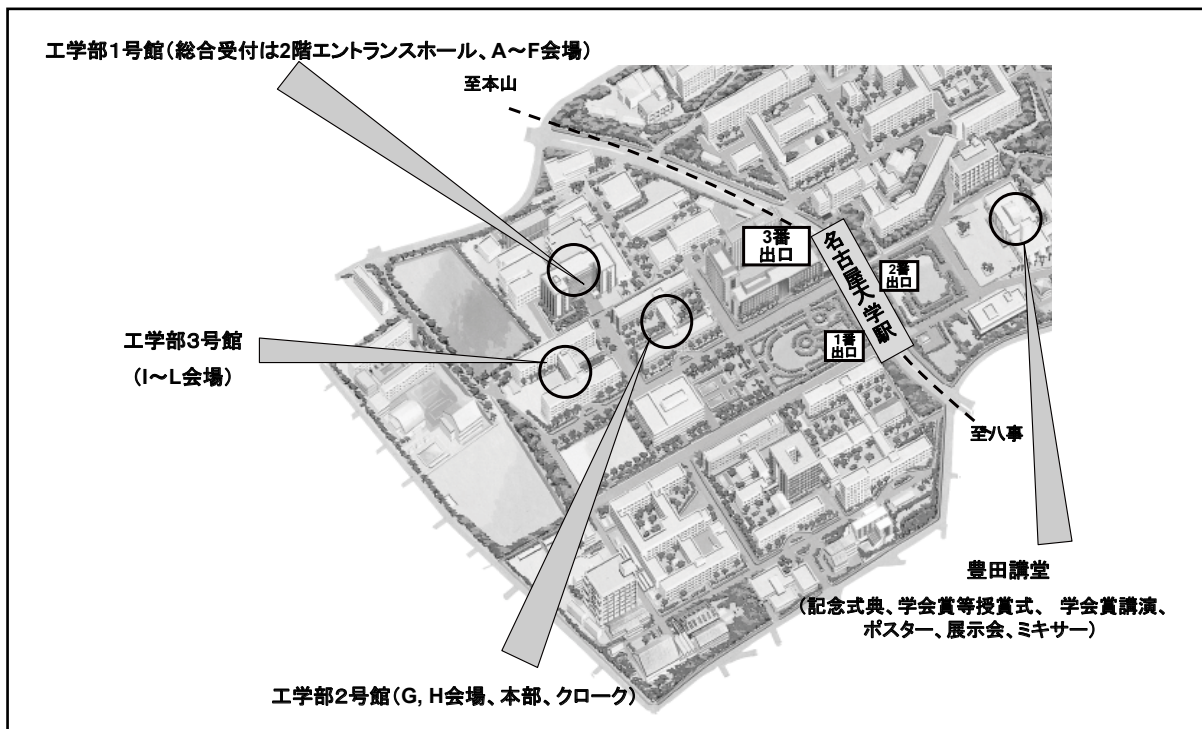 工学部1号館(総合受付は2階エントランスホール、A～F会場)
至本山
3番
出口
名古屋大学駅
2番
出口
1番
出口
工学部3号館
(I～L会場)
至八事
豊田講堂
(記念式典、学会賞等授賞式、 学会賞講演、
ポスター、展示会、ミキサー)
工学部2号館(G, H会場、本部、クローク)